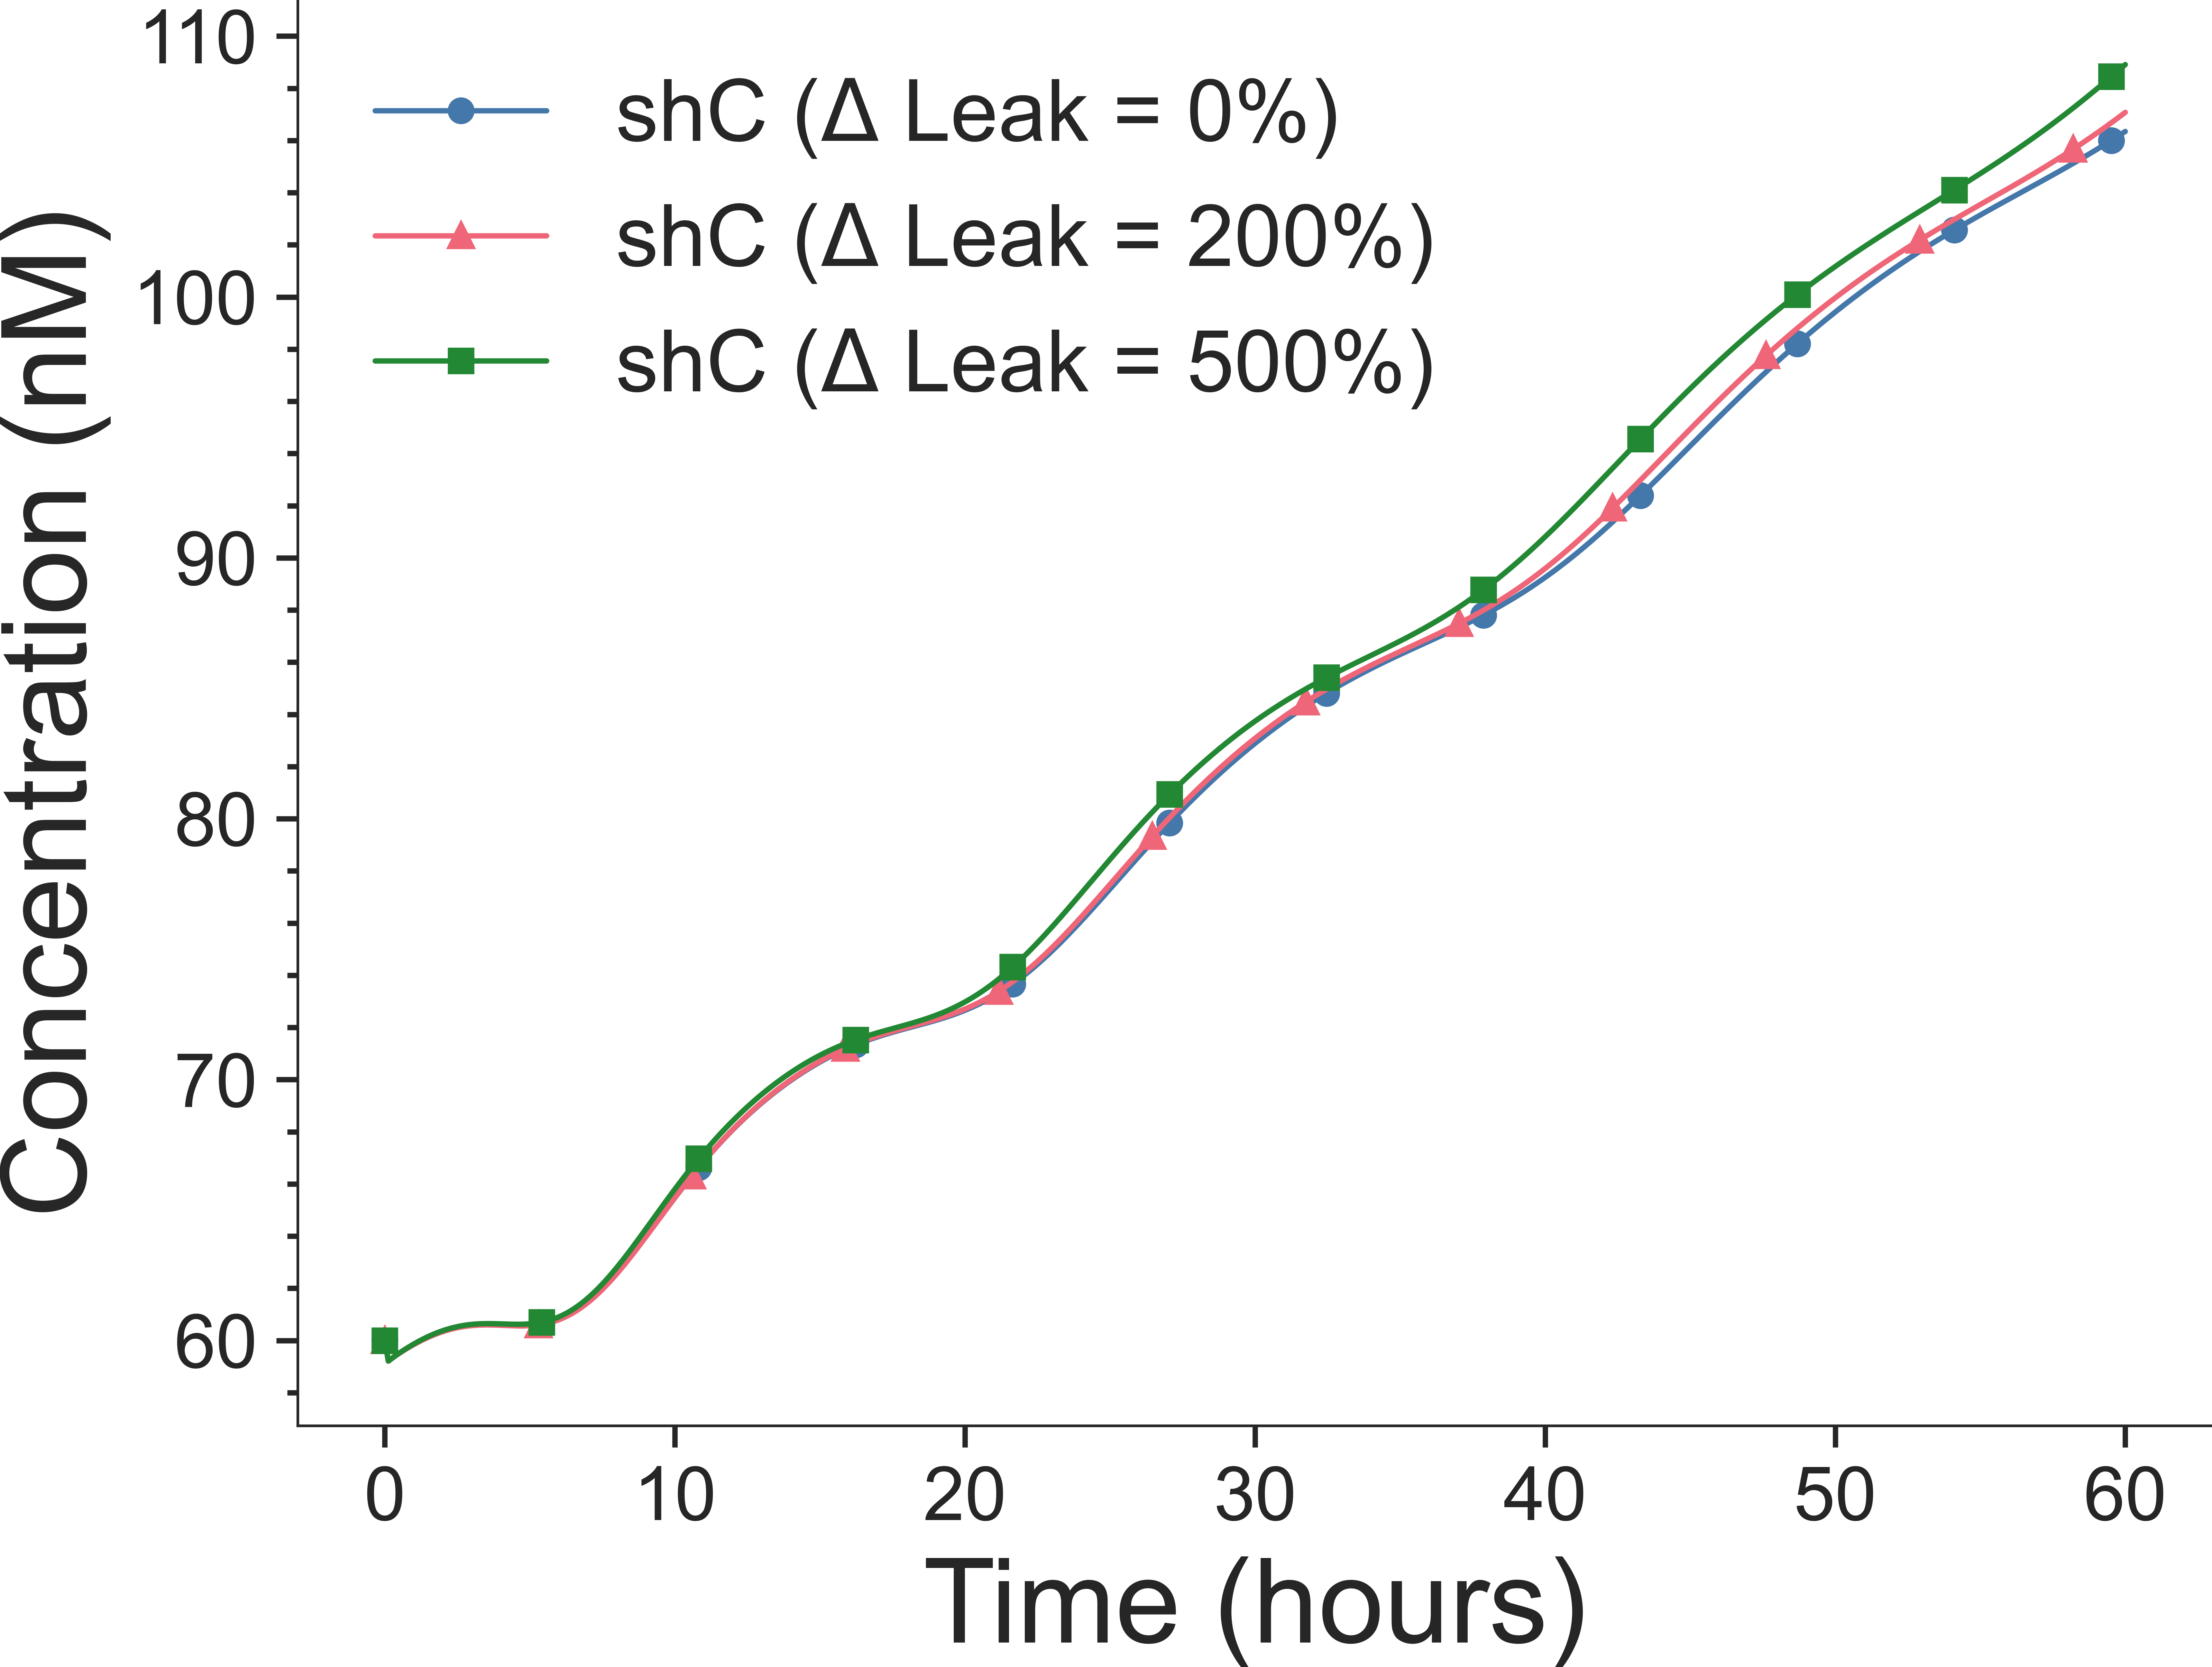 Concentration (nM)
110
100
90
80
70
60
shC (Δ Leak = 0%)
shC (Δ Leak = 200%)
shC (Δ Leak = 500%)
0 10 20 30 40 50 60
Time (hours)